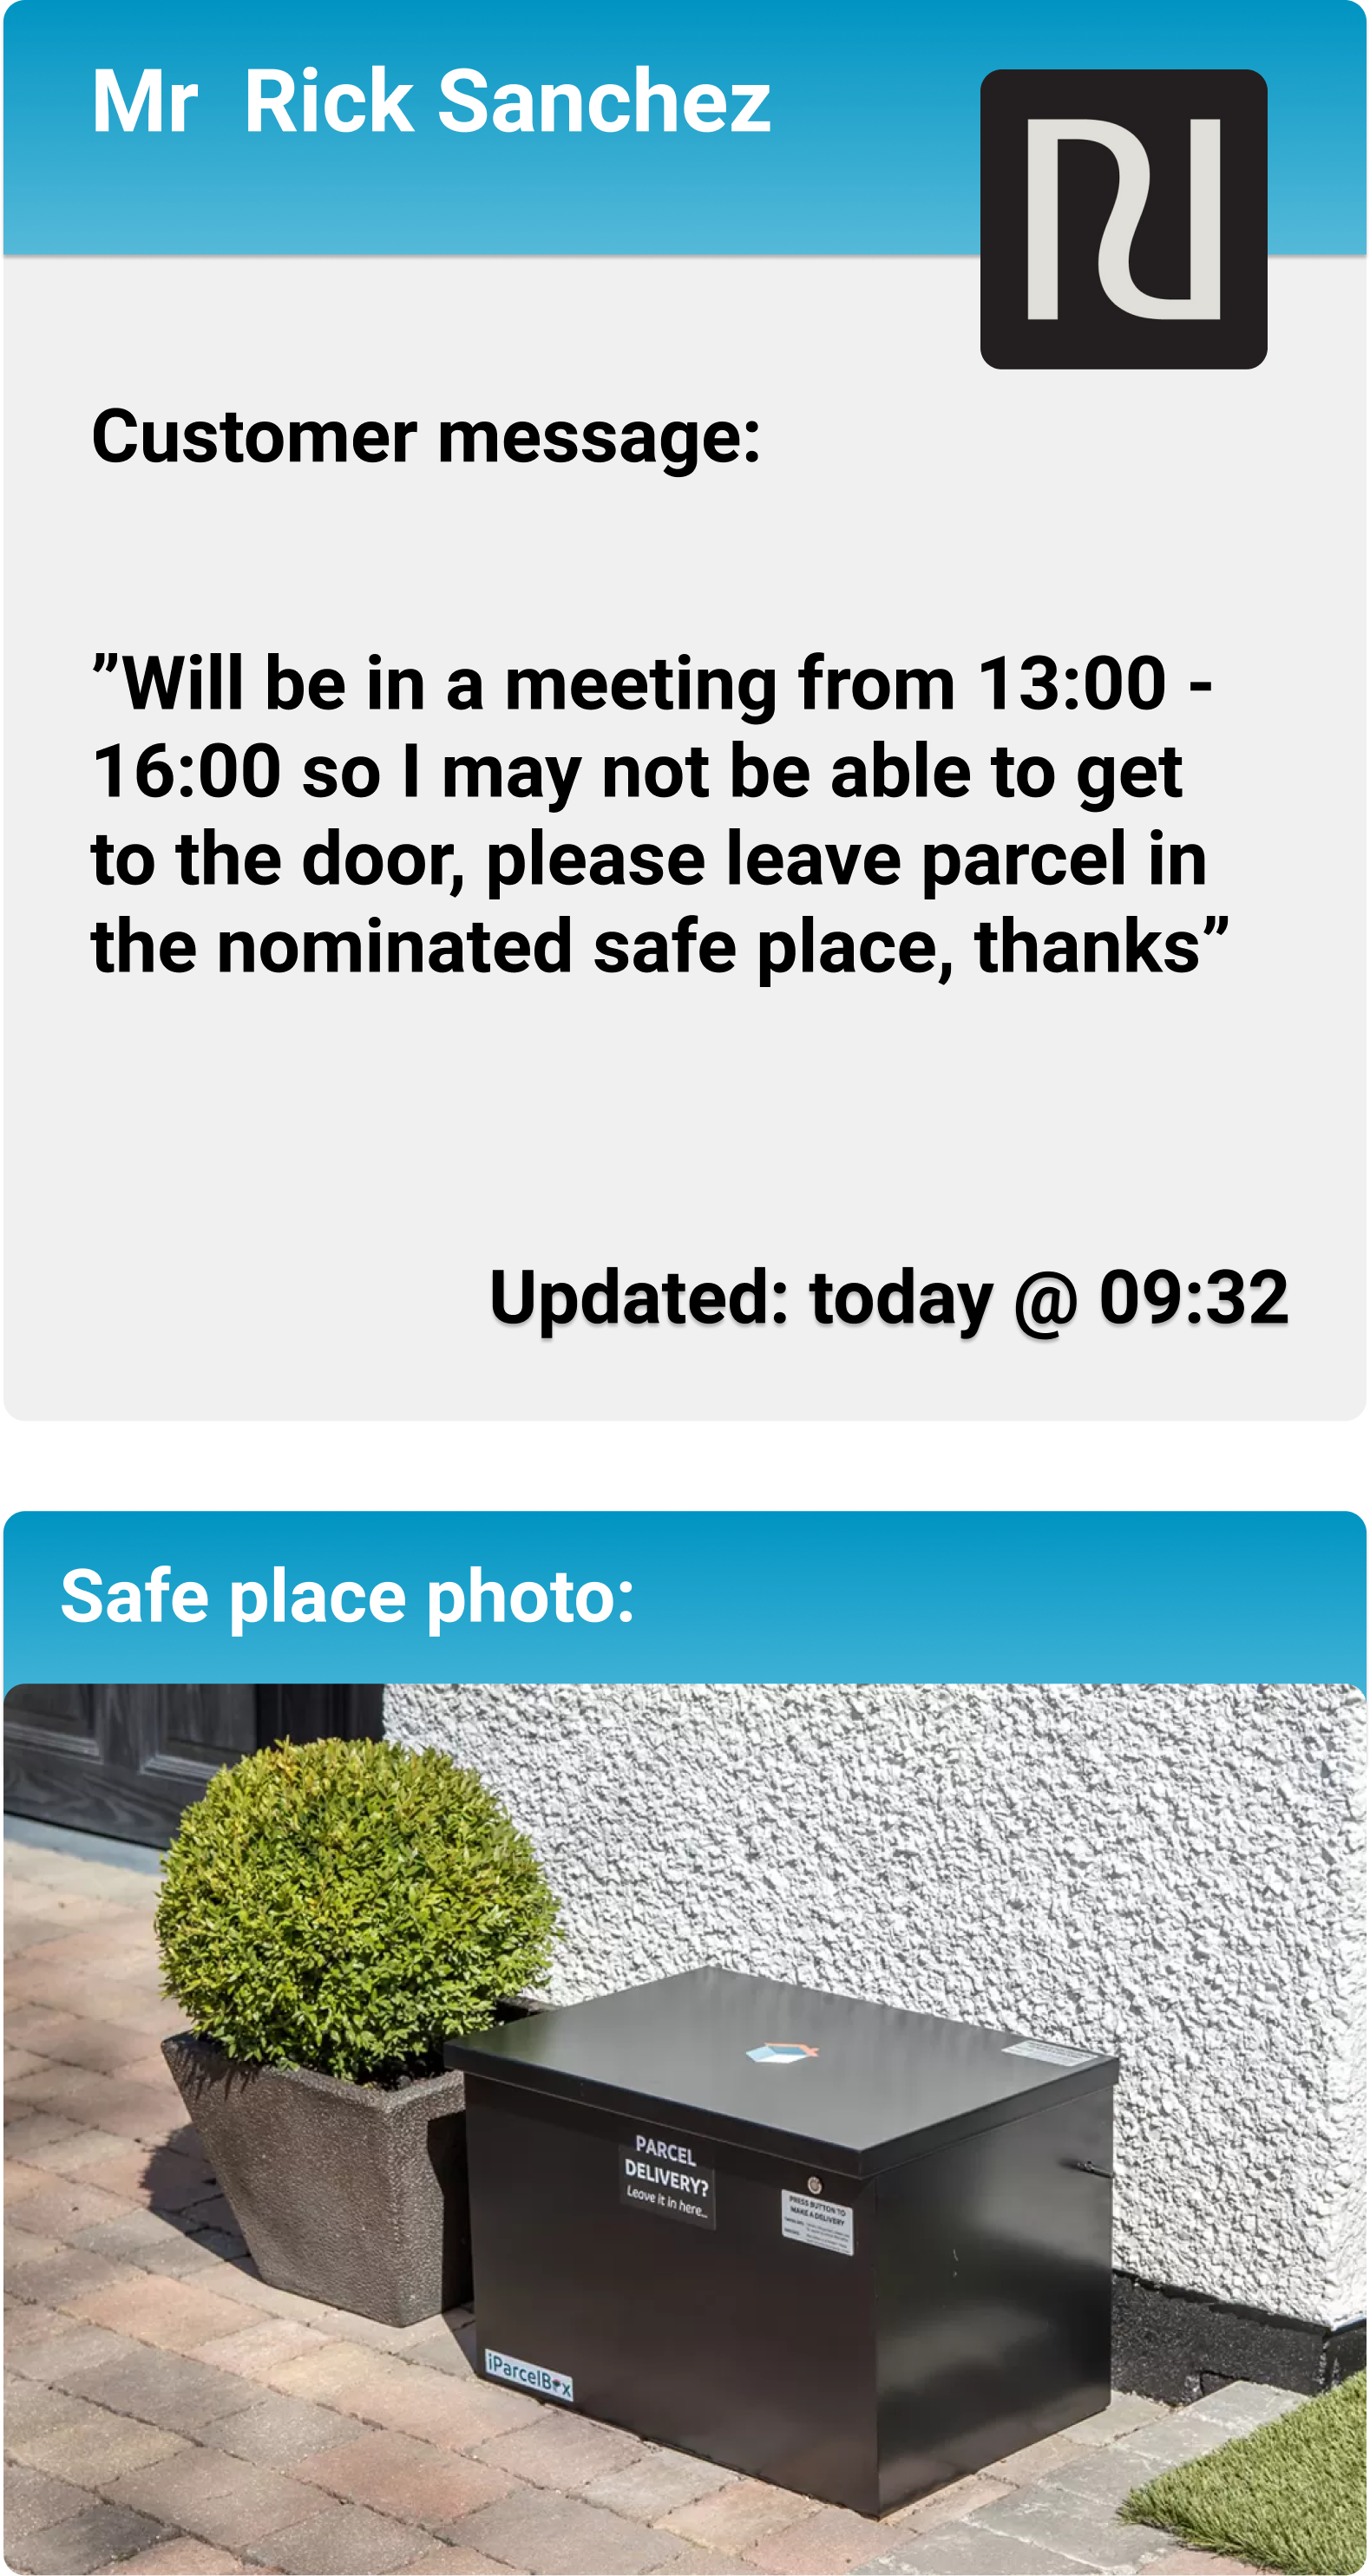 Mr  Rick Sanchez
Customer message:
”Will be in a meeting from 13:00 -
16:00 so I may not be able to get
to the door, please leave parcel in
the nominated safe place, thanks”
Updated: today @ 09:32
Safe place photo:
PARCEL
DELIVERY?
Leave it in here...
PRESS BUTTON TO
MAKE A DELIVERY
iParcelBox